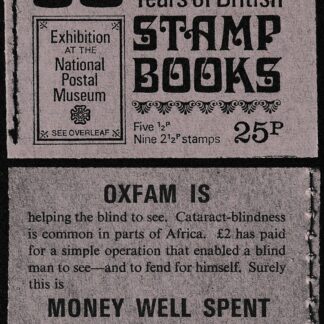 Years of British
STAMP
BOOKS
Exhibition
AT THE
National
Postal
Museum
SEE OVERLEAF
Five ½P
Nine 2½P stamps
25P
OXFAM IS
helping the blind to see. Cataract-blindness
is common in parts of Africa. £2 has paid
for a simple operation that enabled a blind
man to see—and to fend for himself. Surely
this is
MONEY WELL SPENT